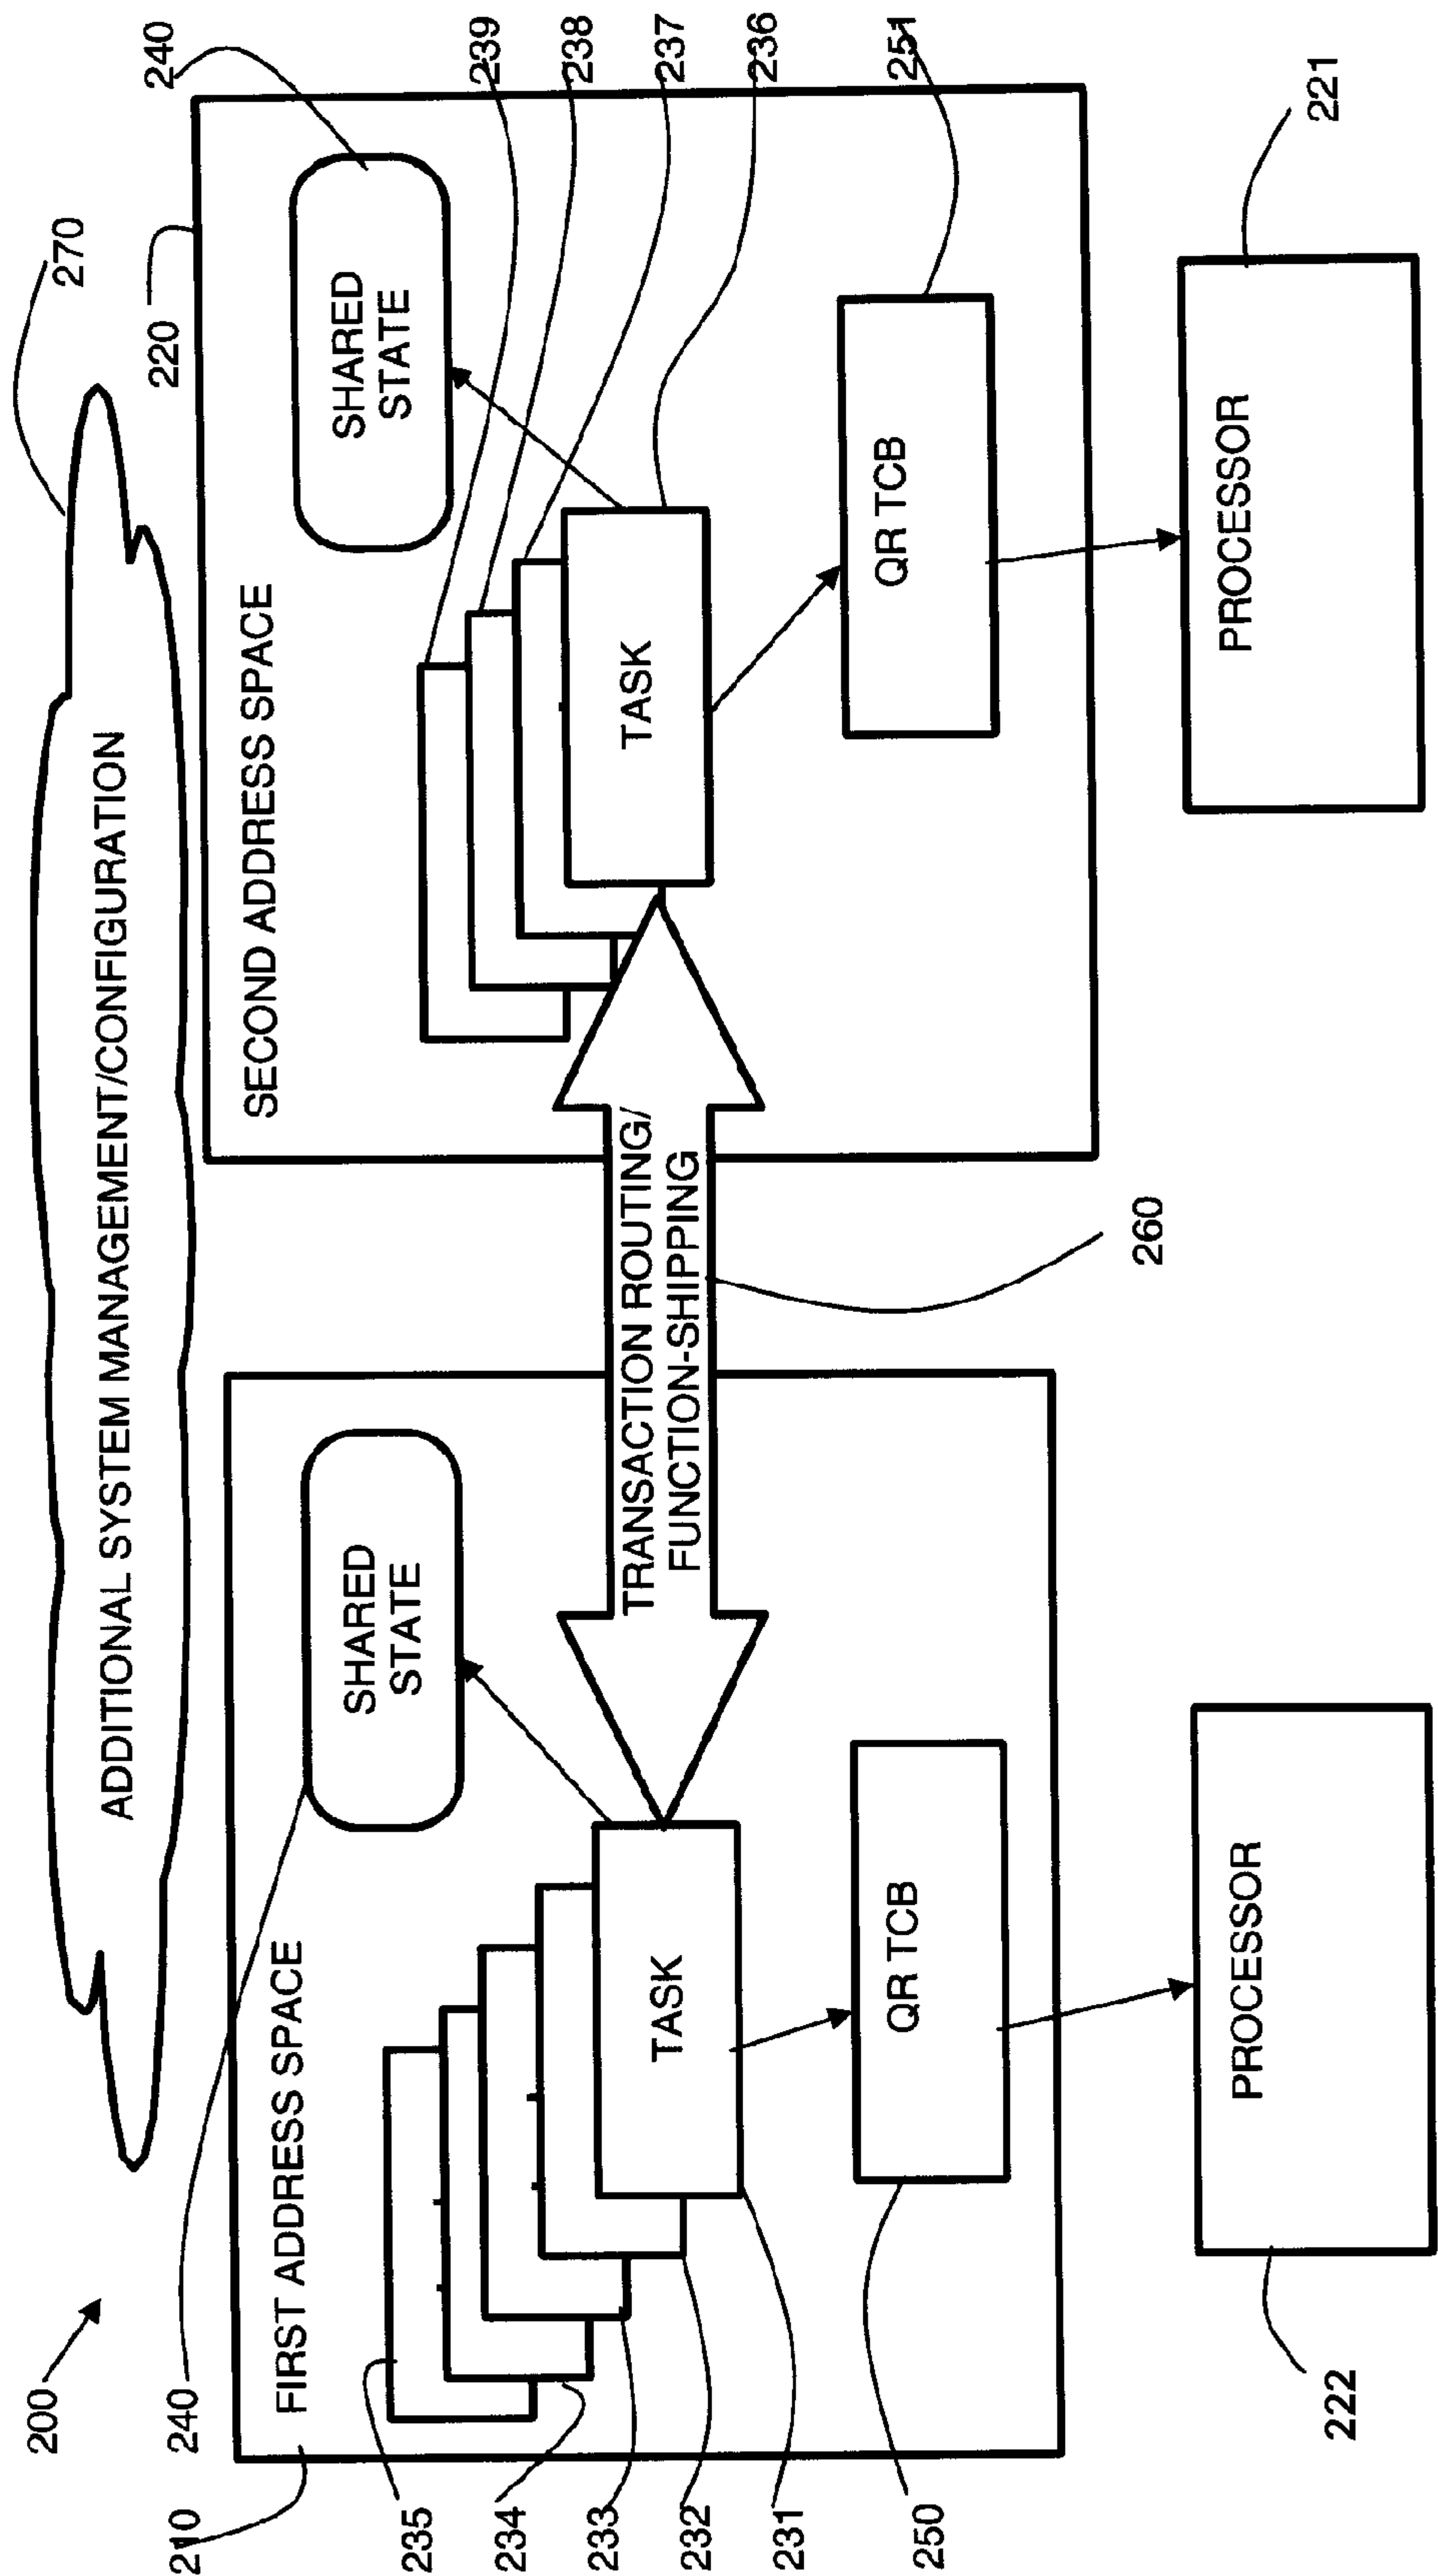 200
270
ADDITIONAL SYSTEM MANAGEMENT/CONFIGURATION
210
240
FIRST ADDRESS SPACE
SHARED
STATE
235
234
233
232
231
TASK
250
QR TCB
222
PROCESSOR
TRANSACTION ROUTING/
FUNCTION-SHIPPING
260
220
240
SECOND ADDRESS SPACE
SHARED
STATE
239
238
237
236
TASK
251
QR TCB
221
PROCESSOR